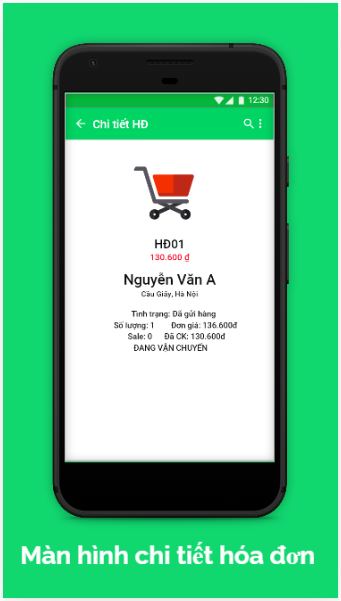 12:30
Chi tiết HĐ
HĐ01
130.600 đ
Nguyễn Văn A
Cầu Giấy, Hà Nội
Tình trạng: Đã gửi hàng
Số lượng: 1 Đơn giá: 136.600đ
Sale: 0 Đã CK: 130.600đ
ĐANG VẬN CHUYỂN
Màn hình chi tiết hóa đơn